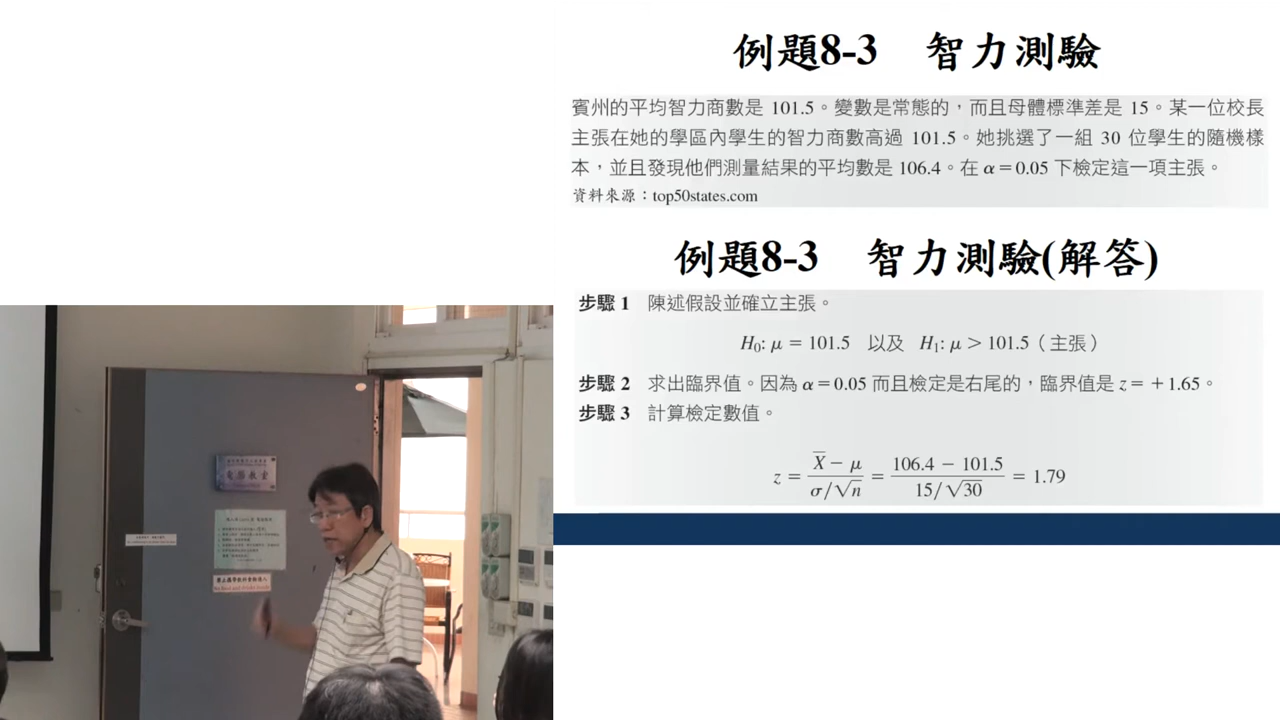 例題8-3 智力測驗
賓州的平均智力商數是 101.5。變數是常態的，而且母體標準差是 15。某一位校長
主張在她的學區內學生的智力商數高過 101.5。她挑選了一組 30 位學生的隨機樣
本，並且發現他們測量結果的平均數是 106.4。在 α = 0.05 下檢定這一項主張。
資料來源：top50states.com
例題8-3 智力測驗(解答)
步驟 1 陳述假設並確立主張。
H₀: μ = 101.5 以及 H₁: μ > 101.5（主張）
步驟 2 求出臨界值。因為 α = 0.05 而且檢定是右尾的，臨界值是 z = +1.65。
步驟 3 計算檢定數值。
z = (X̄ − μ)/(σ/√n) = (106.4 − 101.5)/(15/√30) = 1.79
電腦教室